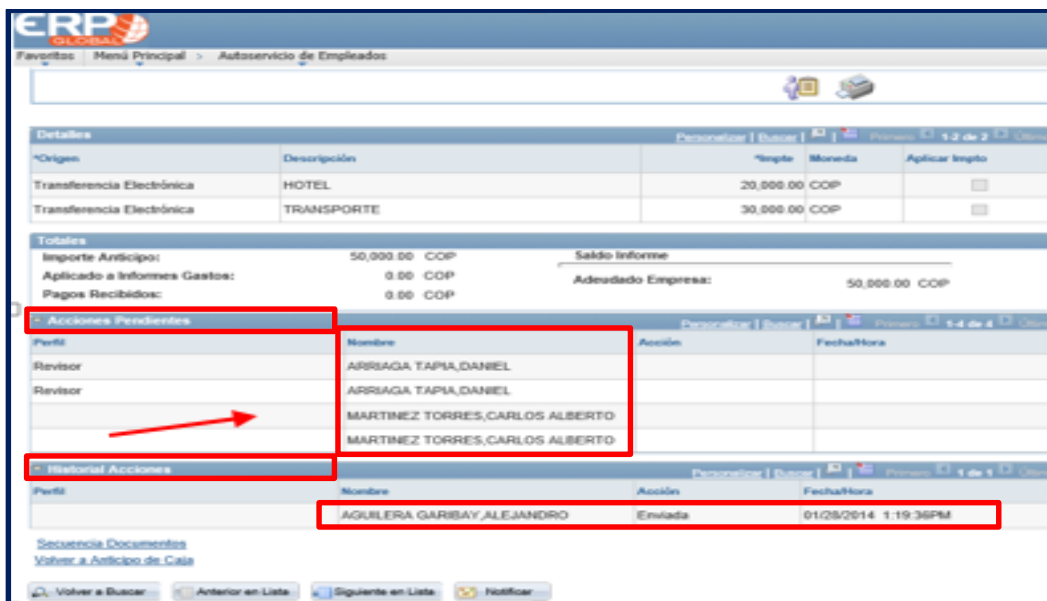 ERP
GLOBAL
Favoritos Menú Principal > Autoservicio de Empleados
Detalles Personalizar | Buscar | Primero 1-2 de 2
*Origen Descripción *Impte Moneda Aplicar Impto
Transferencia Electrónica HOTEL 20,000.00 COP
Transferencia Electrónica TRANSPORTE 30,000.00 COP
Totales
Importe Anticipo: 50,000.00 COP Saldo Informe
Aplicado a Informes Gastos: 0.00 COP Adeudado Empresa: 50,000.00 COP
Pagos Recibidos: 0.00 COP
Acciones Pendientes Personalizar | Buscar | Primero 1-4 de 4
Perfil Nombre Acción Fecha/Hora
Revisor ARRIAGA TAPIA,DANIEL
Revisor ARRIAGA TAPIA,DANIEL
MARTINEZ TORRES,CARLOS ALBERTO
MARTINEZ TORRES,CARLOS ALBERTO
Historial Acciones Personalizar | Buscar | Primero 1 de 1
Perfil Nombre Acción Fecha/Hora
AGUILERA GARIBAY,ALEJANDRO Enviada 01/28/2014 1:19:36PM
Secuencia Documentos
Volver a Anticipo de Caja
Volver a Buscar Anterior en Lista Siguiente en Lista Notificar